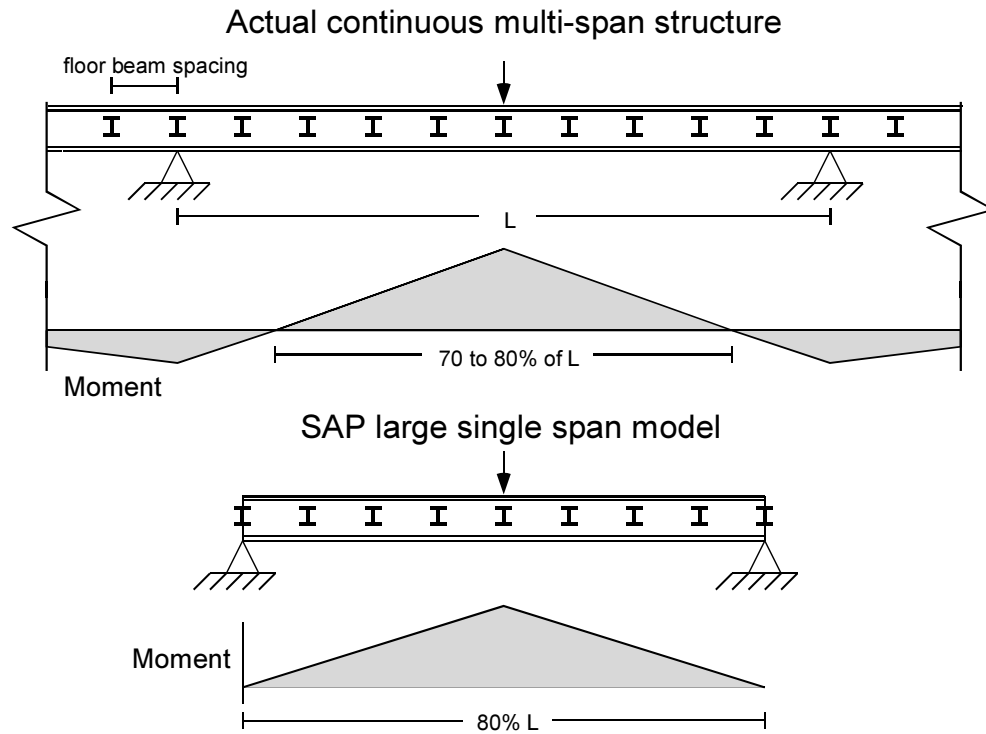 Actual continuous multi-span structure
floor beam spacing
L
70 to 80% of L
Moment
SAP large single span model
Moment
80% L